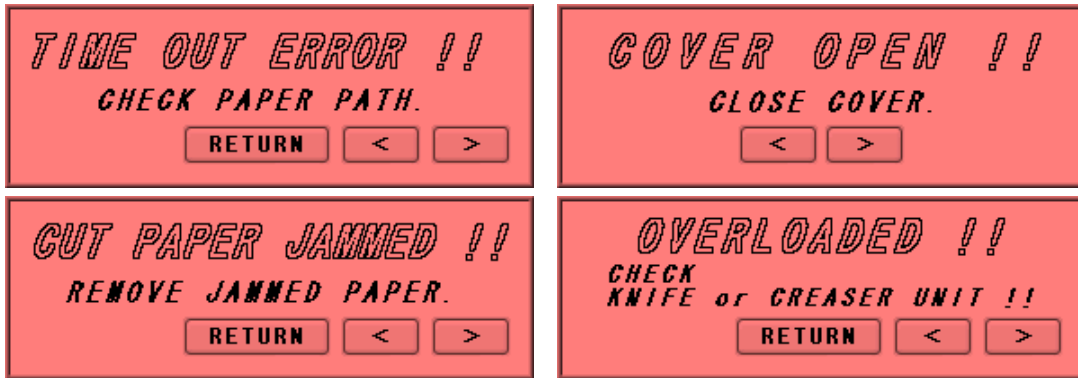 TIME OUT ERROR !!
CHECK PAPER PATH.
RETURN < >
COVER OPEN !!
CLOSE COVER.
< >
CUT PAPER JAMMED !!
REMOVE JAMMED PAPER.
RETURN < >
OVERLOADED !!
CHECK
KNIFE or CREASER UNIT !!
RETURN < >